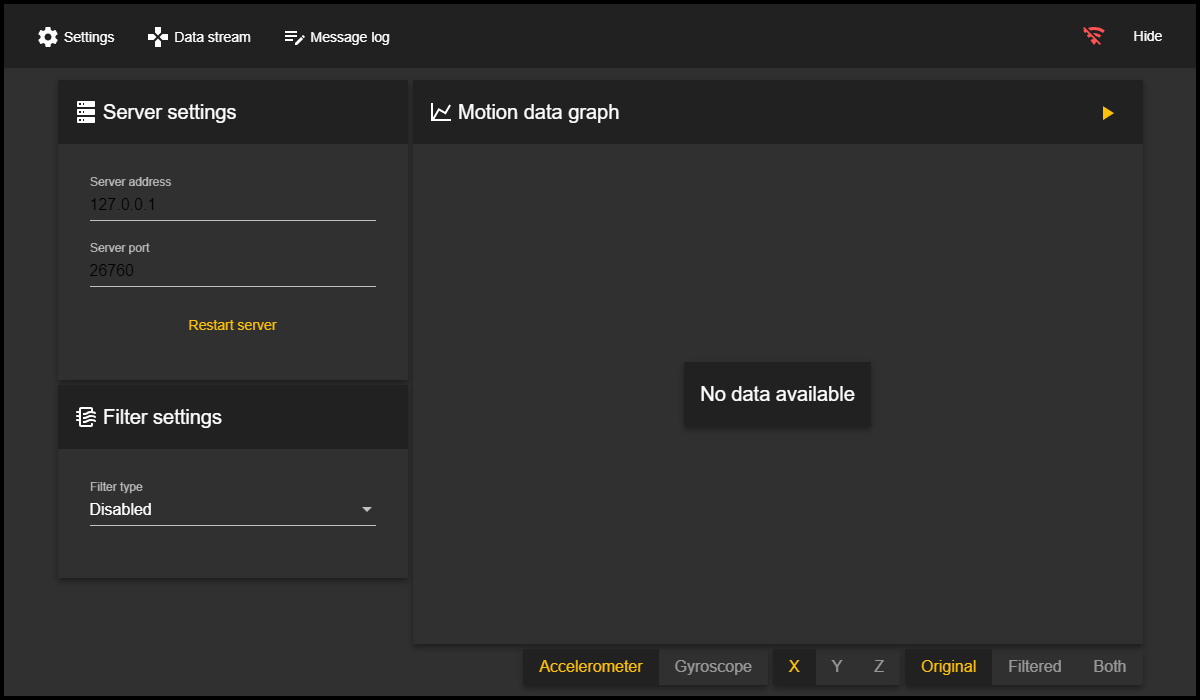 Settings Data stream Message log Hide
Server settings
Server address
127.0.0.1
Server port
26760
Restart server
Filter settings
Filter type
Disabled
Motion data graph
No data available
Accelerometer Gyroscope X Y Z Original Filtered Both